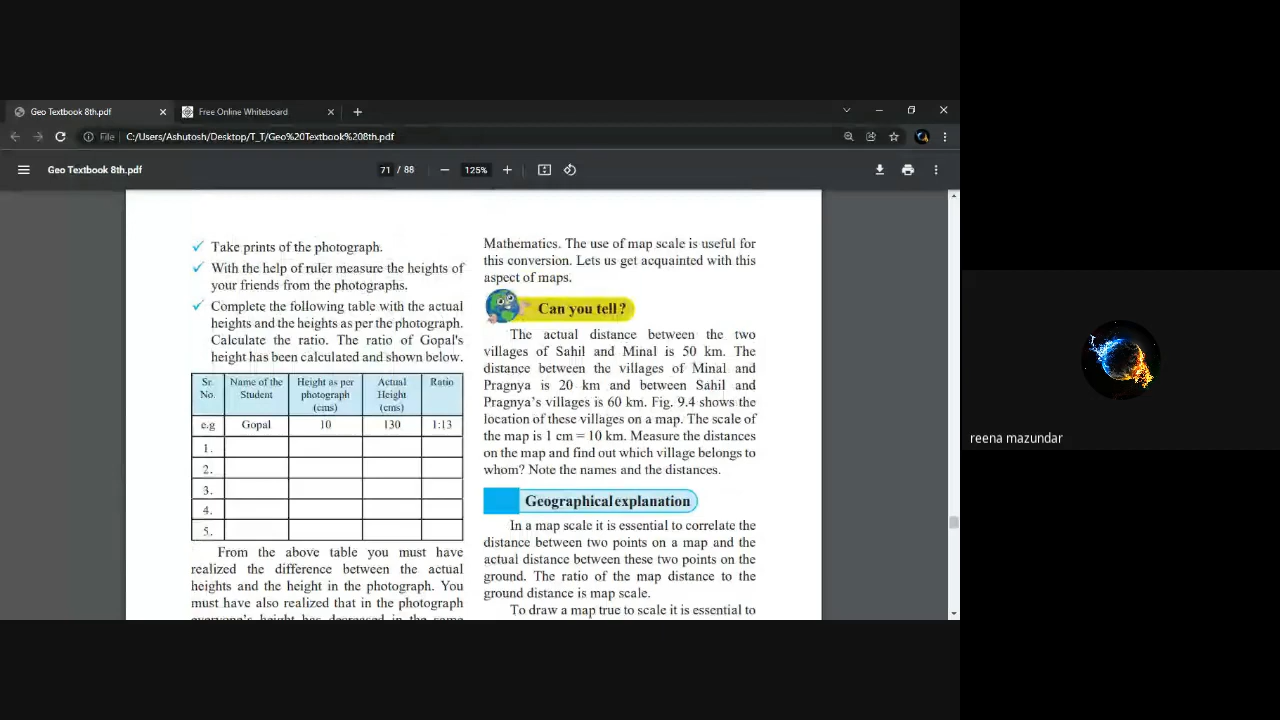 Geo Textbook 8th.pdf
Free Online Whiteboard
File
C:/Users/Ashutosh/Desktop/T_T/Geo%20Textbook%208th.pdf
Geo Textbook 8th.pdf
71 / 88
125%
Take prints of the photograph.
With the help of ruler measure the heights of
your friends from the photographs.
Complete the following table with the actual
heights and the heights as per the photograph.
Calculate the ratio. The ratio of Gopal's
height has been calculated and shown below.
Sr. No. Name of the Student Height as per photograph (cms) Actual Height (cms) Ratio
e.g Gopal 10 130 1:13
1.
2.
3.
4.
5.
From the above table you must have
realized the difference between the actual
heights and the height in the photograph. You
must have also realized that in the photograph
everyone's height has decreased in the same
Mathematics. The use of map scale is useful for
this conversion. Lets us get acquainted with this
aspect of maps.
Can you tell ?
The actual distance between the two
villages of Sahil and Minal is 50 km. The
distance between the villages of Minal and
Pragnya is 20 km and between Sahil and
Pragnya's villages is 60 km. Fig. 9.4 shows the
location of these villages on a map. The scale of
the map is 1 cm = 10 km. Measure the distances
on the map and find out which village belongs to
whom? Note the names and the distances.
Geographical explanation
In a map scale it is essential to correlate the
distance between two points on a map and the
actual distance between these two points on the
ground. The ratio of the map distance to the
ground distance is map scale.
To draw a map true to scale it is essential to
reena mazundar